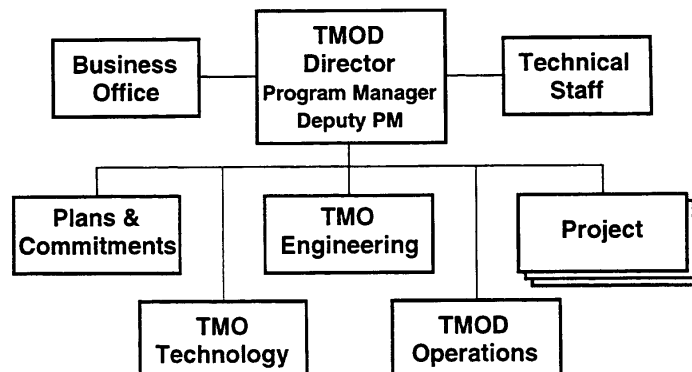 Business
Office
TMOD
Director
Program Manager
Deputy PM
Technical
Staff
Plans &
Commitments
TMO
Engineering
Project
TMO
Technology
TMOD
Operations